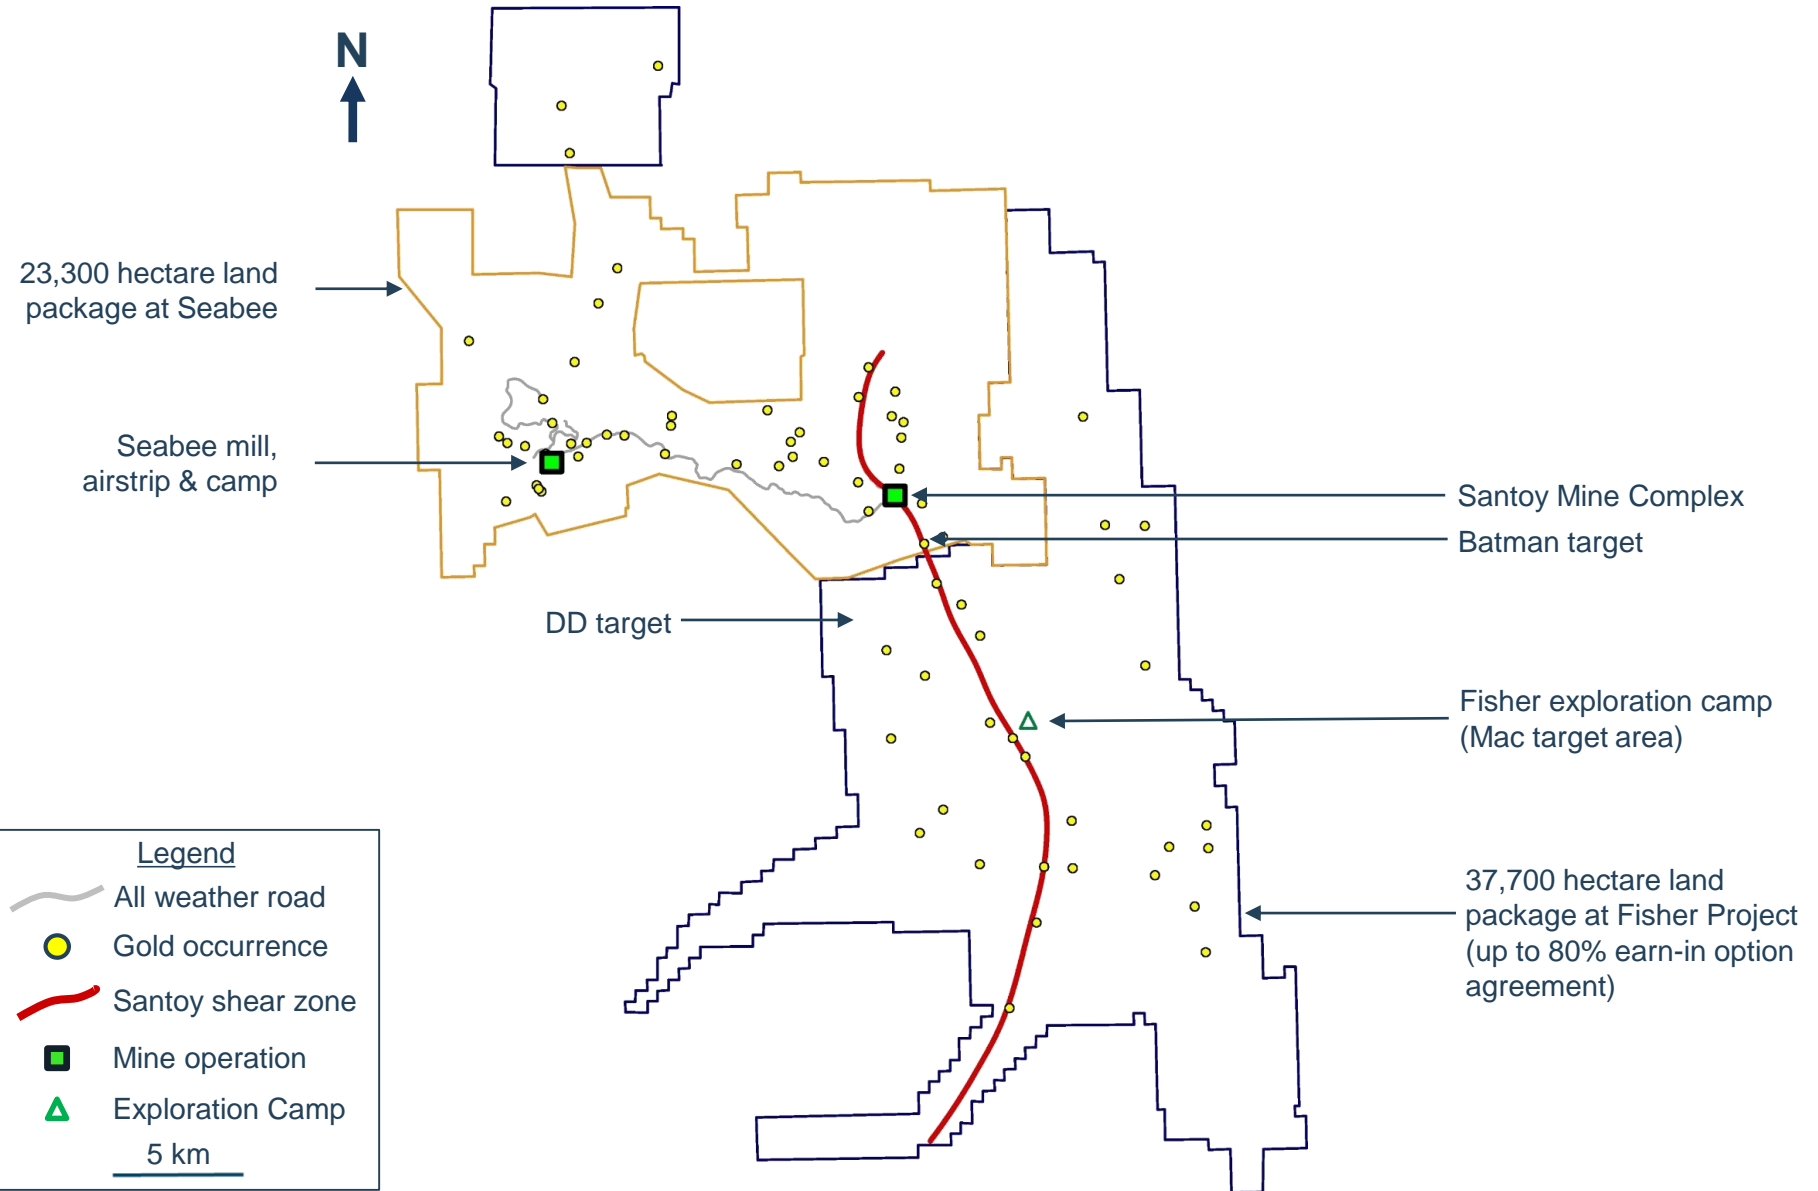 N
23,300 hectare land
package at Seabee
Seabee mill,
airstrip & camp
Santoy Mine Complex
Batman target
DD target
Fisher exploration camp
(Mac target area)
37,700 hectare land
package at Fisher Project
(up to 80% earn-in option
agreement)
Legend
All weather road
Gold occurrence
Santoy shear zone
Mine operation
Exploration Camp
5 km